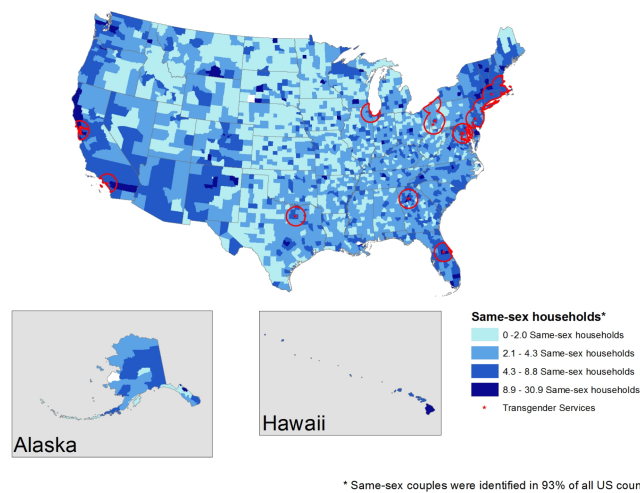 Alaska
Hawaii
Same-sex households*
0 -2.0 Same-sex households
2.1 - 4.3 Same-sex households
4.3 - 8.8 Same-sex households
8.9 - 30.9 Same-sex households
* Transgender Services
* Same-sex couples were identified in 93% of all US coun